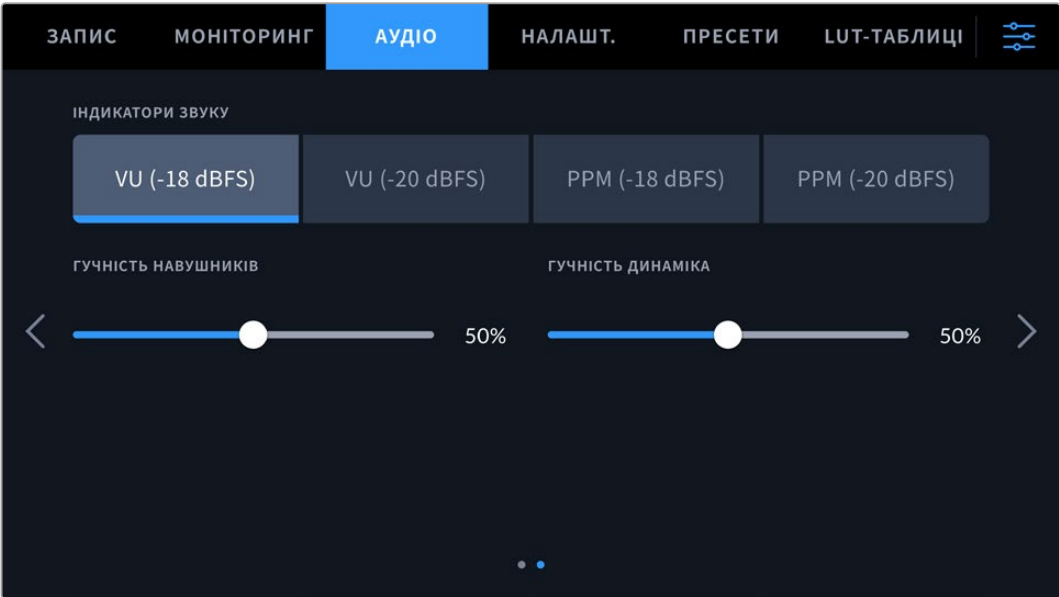 ЗАПИС МОНІТОРИНГ АУДІО НАЛАШТ. ПРЕСЕТИ LUT-ТАБЛИЦІ
ІНДИКАТОРИ ЗВУКУ
VU (-18 dBFS) VU (-20 dBFS) PPM (-18 dBFS) PPM (-20 dBFS)
ГУЧНІСТЬ НАВУШНИКІВ ГУЧНІСТЬ ДИНАМІКА
50% 50%